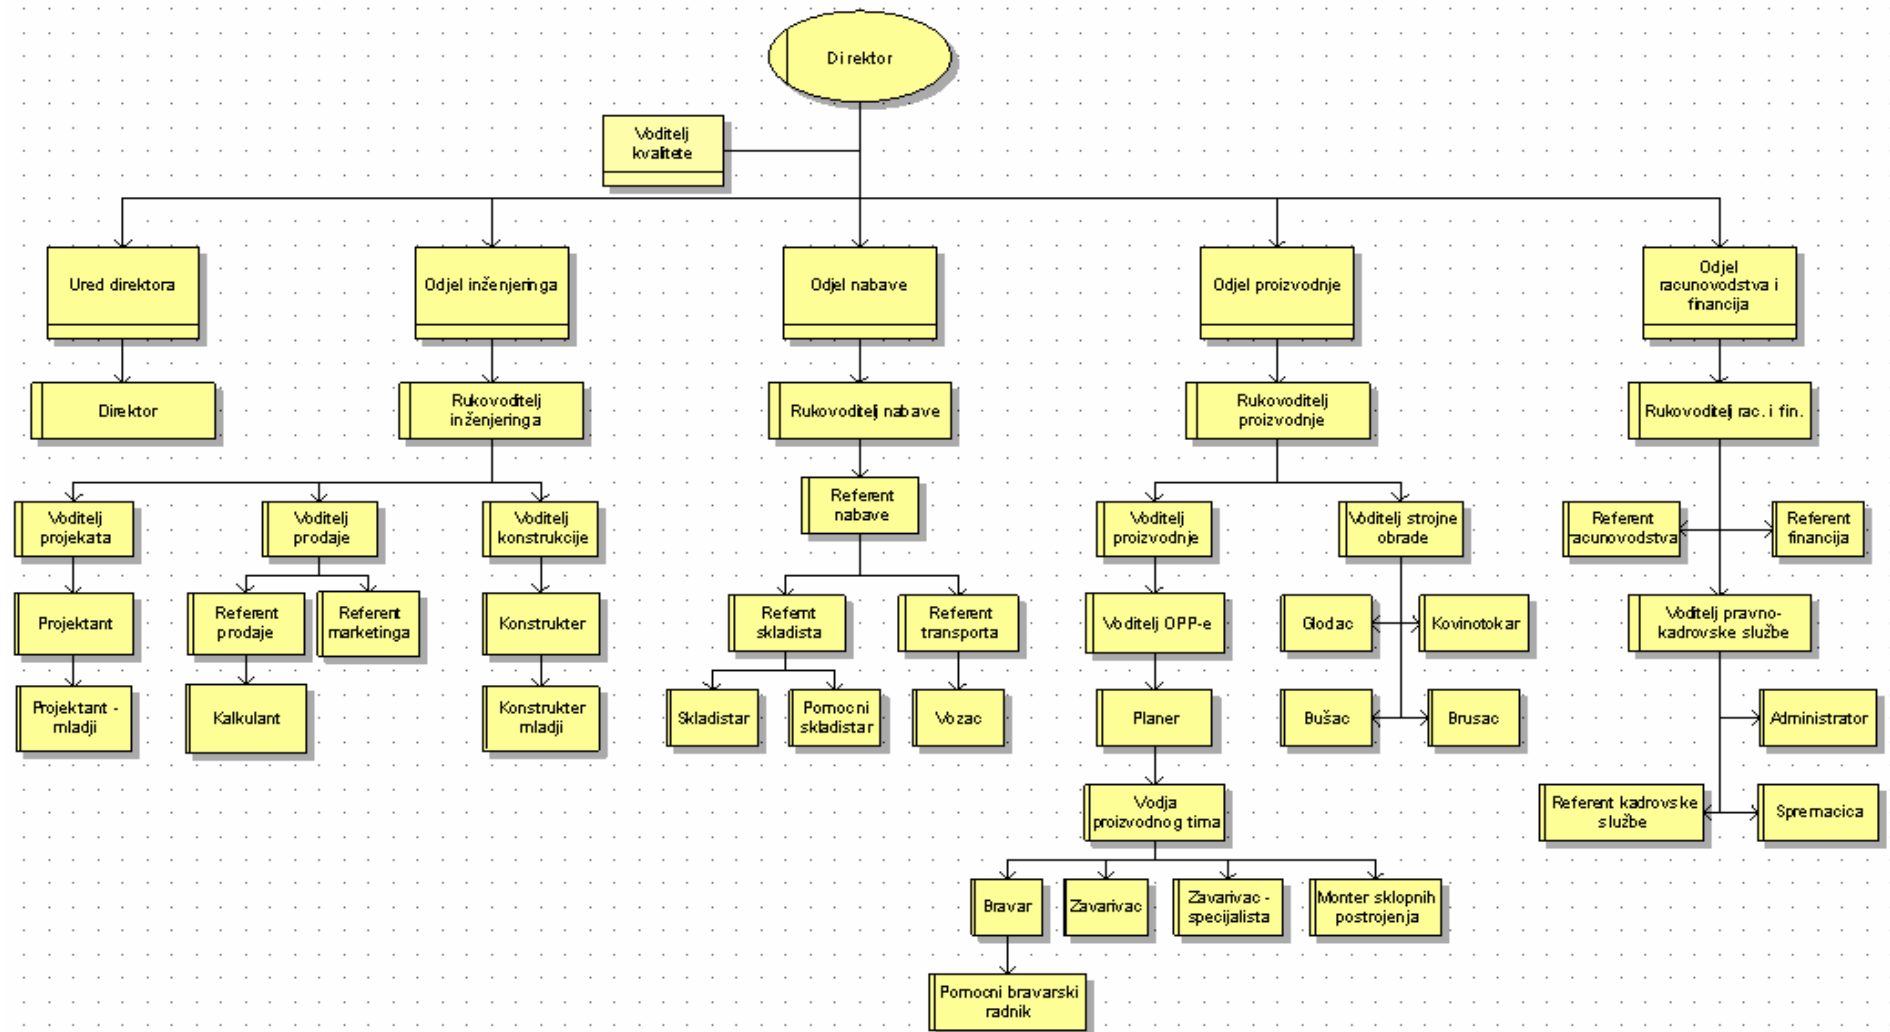 Direktor
Voditelj
kvalitete
Ured direktora
Odjel inženjeringa
Odjel nabave
Odjel proizvodnje
Odjel
racunovodstva i
financija
Direktor
Rukovoditelj
inženjeringa
Rukovoditelj nabave
Rukovoditelj
proizvodnje
Rukovoditelj rac. i fin.
Voditelj
projekata
Voditelj
prodaje
Voditelj
konstrukcije
Referent
nabave
Voditelj
proizvodnje
Voditelj strojne
obrade
Referent
racunovodstva
Referent
financija
Projektant
Referent
prodaje
Referent
marketinga
Konstrukter
Refernt
skladista
Referent
transporta
Voditelj OPP-e
Glodac
Kovinotokar
Voditelj pravno-
kadrovske službe
Projektant -
mladji
Kalkulant
Konstrukter
mladji
Skladistar
Pomocni
skladistar
Vozac
Planer
Bušac
Brusac
Administrator
Vodja
proizvodnog tima
Referent kadrovske
službe
Spremacica
Bravar
Zavarivac
Zavarivac -
specijalista
Monter sklopnih
postrojenja
Pomocni bravarski
radnik